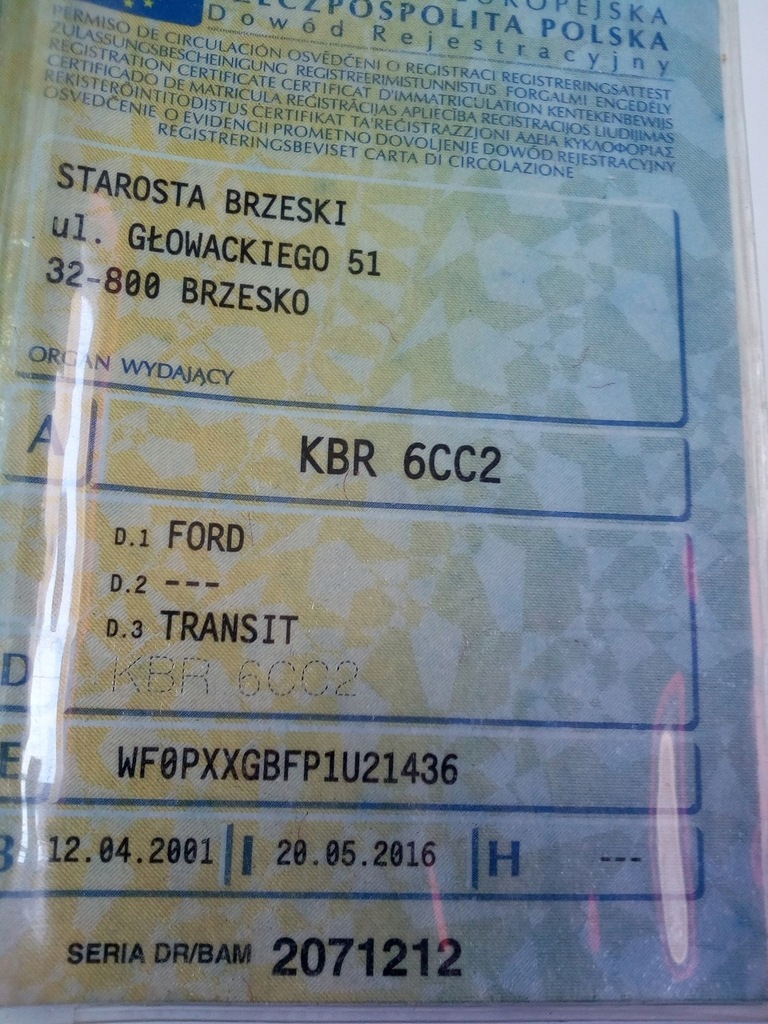 EUROPEJSKA
RZECZPOSPOLITA POLSKA
Dowód Rejestracyjny
PERMISO DE CIRCULACIÓN OSVĚDČENI O REGISTRACI REGISTRERINGSATTEST
ZULASSUNGSBESCHEINIGUNG REGISTREERIMISTUNNISTUS FORGALMI ENGEDÉLY
REGISTRATION CERTIFICATE CERTIFICAT D'IMMATRICULATION KENTEKENBEWIJS
CERTIFICADO DE MATRICULA REĢISTRĀCIJAS APLIECĪBA REGISTRACIJOS LIUDIJIMAS
REKISTERÖINTITODISTUS ĊERTIFIKAT TA'REĠISTRAZZJONI ΑΔΕΙΑ ΚΥΚΛΟΦΟΡΙΑΣ
OSVEDČENIE O EVIDENCII PROMETNO DOVOLJENJE DOWÓD REJESTRACYJNY
REGISTRERINGSBEVISET CARTA DI CIRCOLAZIONE
STAROSTA BRZESKI
ul. GŁOWACKIEGO 51
32-800 BRZESKO
ORGAN WYDAJĄCY
A KBR 6CC2
D.1 FORD
D.2 ---
D.3 TRANSIT
D KBR 6CC2
E WF0PXXGBFP1U21436
B 12.04.2001 I 20.05.2016 H ---
SERIA DR/BAM 2071212